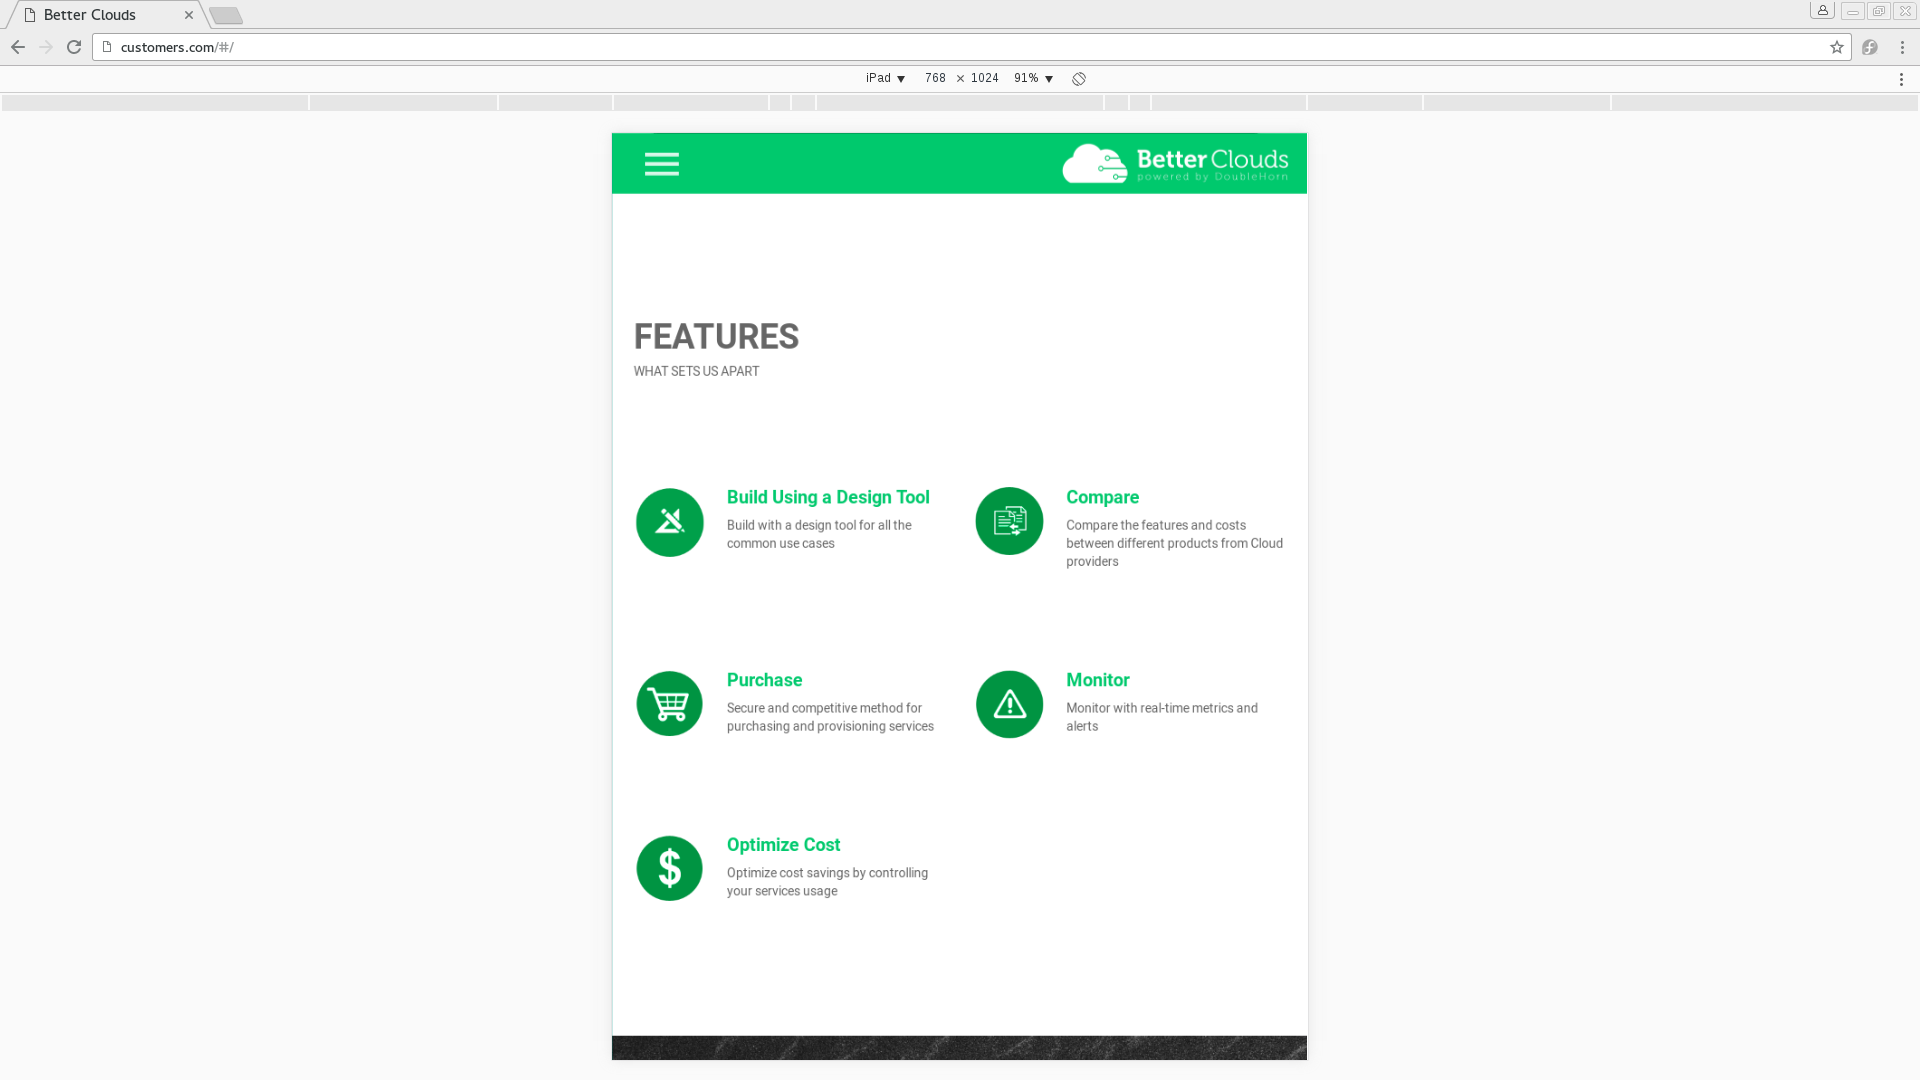 Better Clouds
customers.com/#/
iPad ▼ 768 × 1024 91% ▼
Better Clouds
powered by DoubleHorn
FEATURES
WHAT SETS US APART
Build Using a Design Tool
Build with a design tool for all the
common use cases
Compare
Compare the features and costs
between different products from Cloud
providers
Purchase
Secure and competitive method for
purchasing and provisioning services
Monitor
Monitor with real-time metrics and
alerts
Optimize Cost
Optimize cost savings by controlling
your services usage